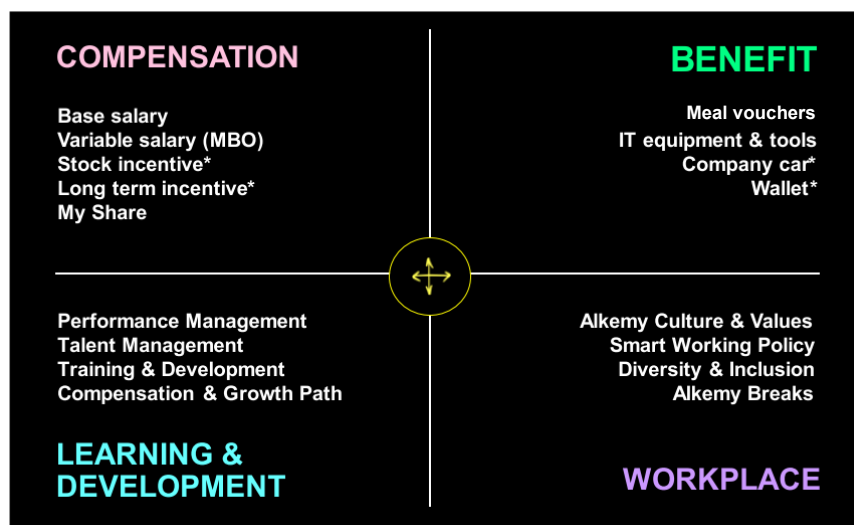 COMPENSATION
Base salary
Variable salary (MBO)
Stock incentive*
Long term incentive*
My Share
BENEFIT
Meal vouchers
IT equipment & tools
Company car*
Wallet*
Performance Management
Talent Management
Training & Development
Compensation & Growth Path
LEARNING &
DEVELOPMENT
Alkemy Culture & Values
Smart Working Policy
Diversity & Inclusion
Alkemy Breaks
WORKPLACE